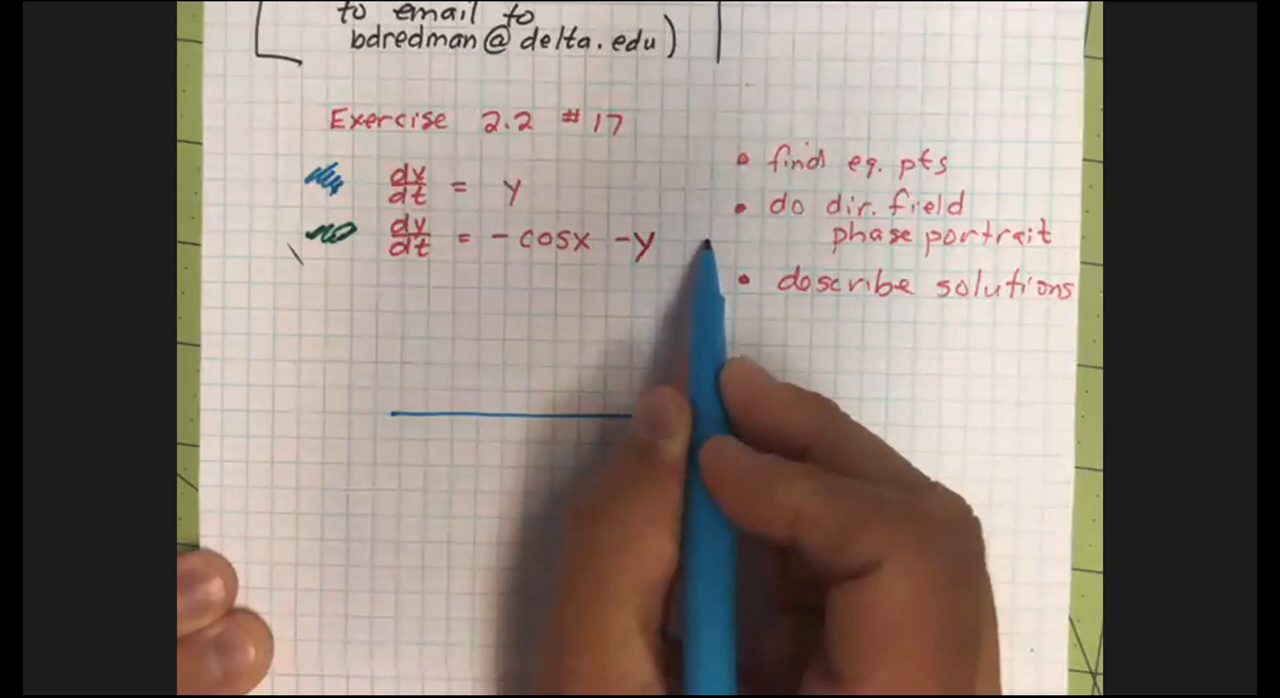 to email to
bdredman@delta.edu)
Exercise 2.2 #17
dx/dt = y
dy/dt = -cosx -y
• find eq. pts
• do dir. field
phase portrait
• describe solutions